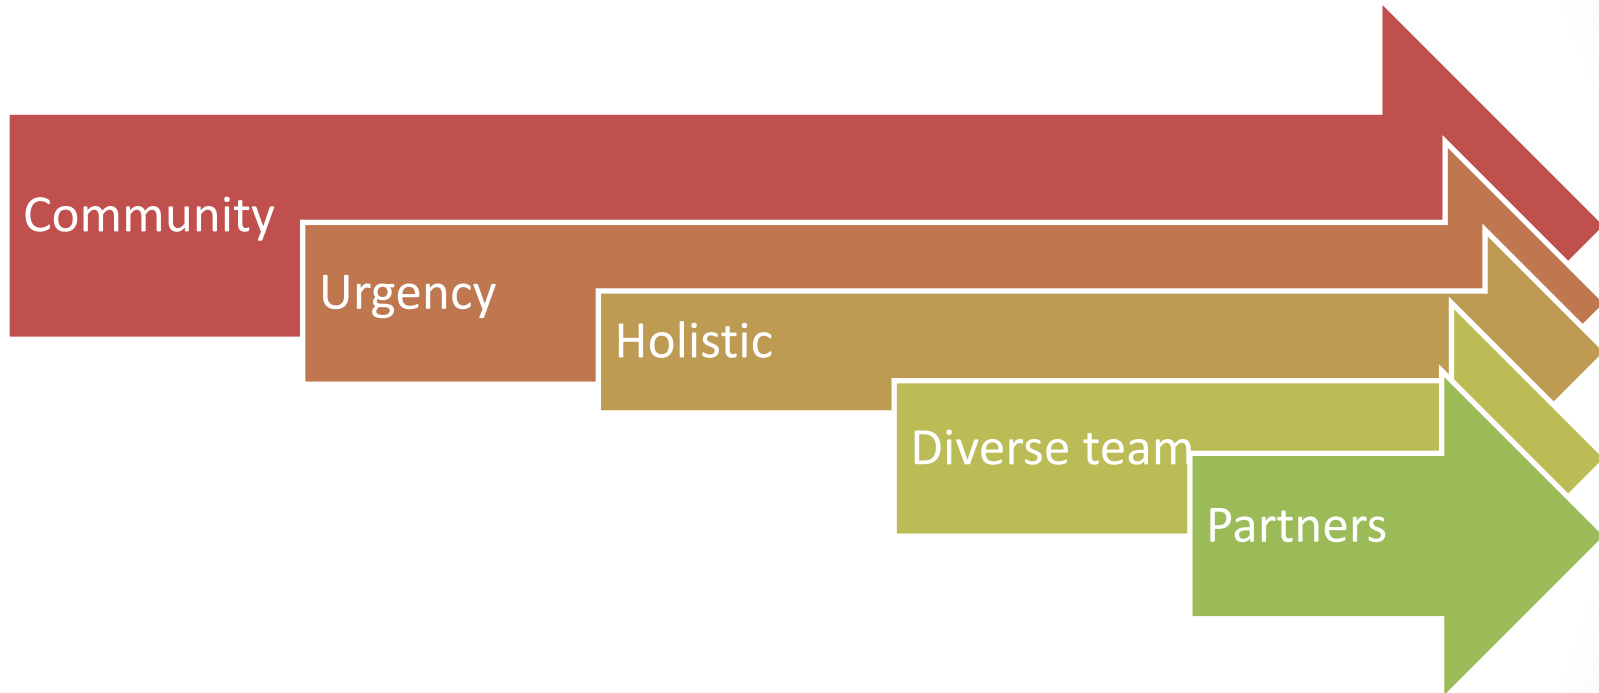 Community
Urgency
Holistic
Diverse team
Partners